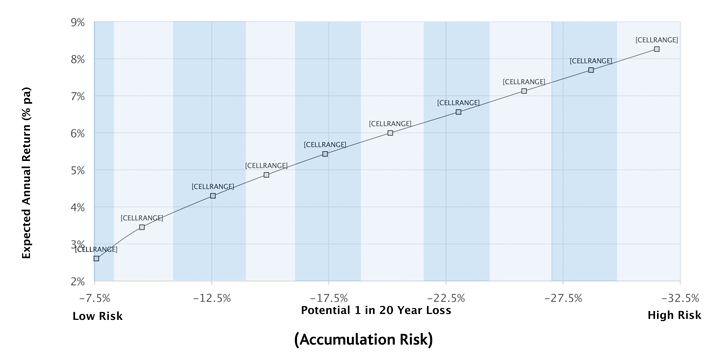 9%
[CELLRANGE]
8%
[CELLRANGE]
7%
[CELLRANGE]
[CELLRANGE]
6%
[CELLRANGE]
[CELLRANGE]
5%
[CELLRANGE]
[CELLRANGE]
4%
[CELLRANGE]
3%
[CELLRANGE]
2%
Expected Annual Return (% pa)
-7.5% -12.5% -17.5% -22.5% -27.5% -32.5%
Low Risk Potential 1 in 20 Year Loss High Risk
(Accumulation Risk)